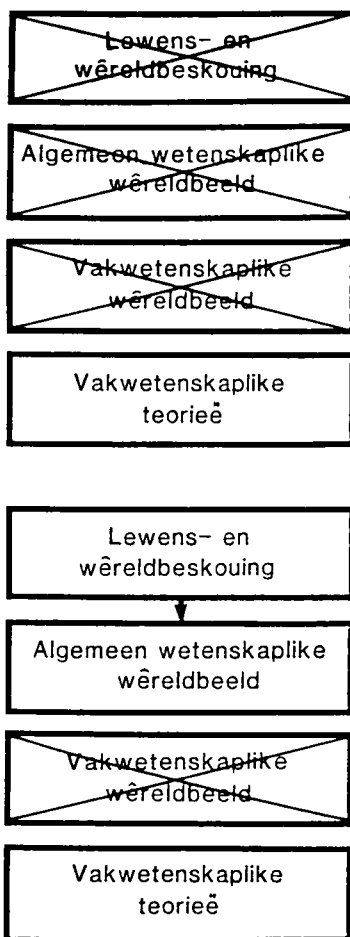 Lewens- en
wêreldbeskouing
Algemeen wetenskaplike
wêreldbeeld
Vakwetenskaplike
wêreldbeeld
Vakwetenskaplike
teorieë
Lewens- en
wêreldbeskouing
Algemeen wetenskaplike
wêreldbeeld
Vakwetenskaplike
wêreldbeeld
Vakwetenskaplike
teorieë